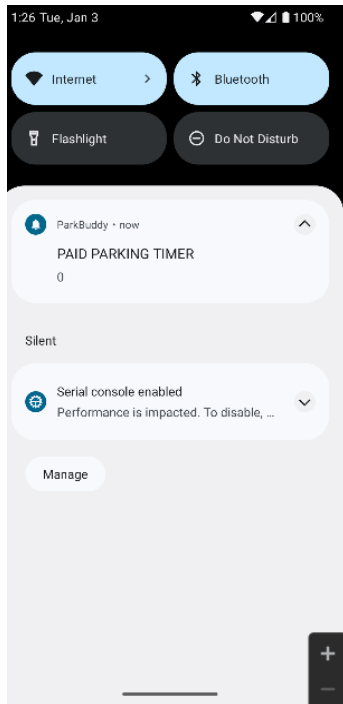 1:26 Tue, Jan 3
100%
Internet
Bluetooth
Flashlight
Do Not Disturb
ParkBuddy • now
PAID PARKING TIMER
0
Silent
Serial console enabled
Performance is impacted. To disable, …
Manage